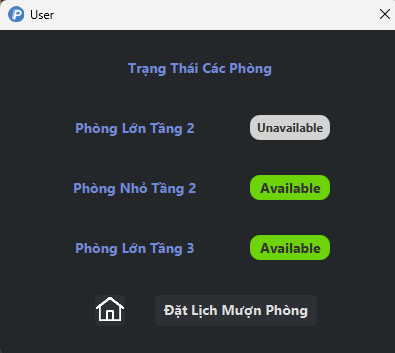 User
Trạng Thái Các Phòng
Phòng Lớn Tầng 2 Unavailable
Phòng Nhỏ Tầng 2 Available
Phòng Lớn Tầng 3 Available
Đặt Lịch Mượn Phòng